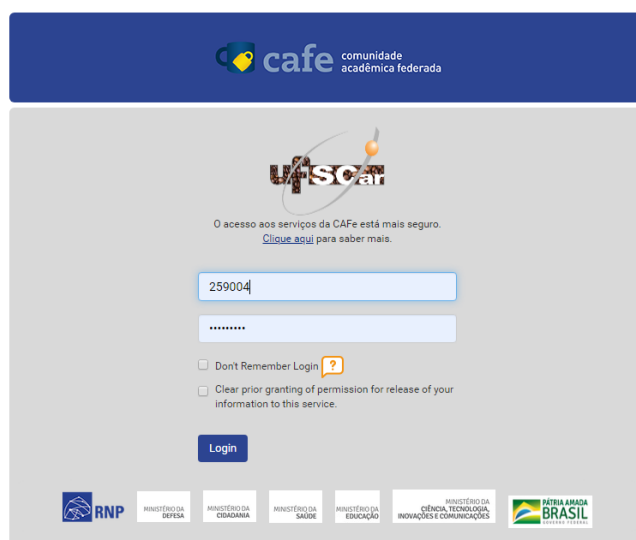 cafe comunidade
acadêmica federada
ufscar
O acesso aos serviços da CAFe está mais seguro.
Clique aqui para saber mais.
259004
•••••••••
Don't Remember Login ?
Clear prior granting of permission for release of your
information to this service.
Login
RNP
MINISTÉRIO DA
DEFESA
MINISTÉRIO DA
CIDADANIA
MINISTÉRIO DA
SAÚDE
MINISTÉRIO DA
EDUCAÇÃO
MINISTÉRIO DA
CIÊNCIA, TECNOLOGIA,
INOVAÇÕES E COMUNICAÇÕES
PÁTRIA AMADA
BRASIL
GOVERNO FEDERAL